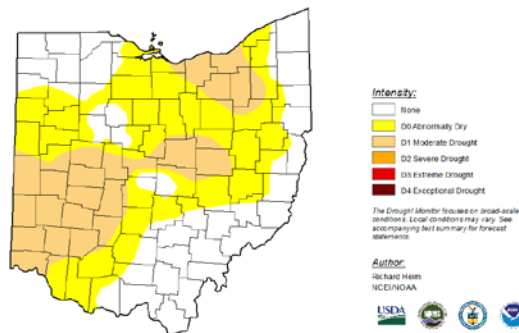 Intensity:
None
D0 Abnormally Dry
D1 Moderate Drought
D2 Severe Drought
D3 Extreme Drought
D4 Exceptional Drought
The Drought Monitor focuses on broad-scale
conditions. Local conditions may vary. See
accompanying text summary for forecast
statements.
Author:
Richard Heim
NCEI/NOAA
USDA